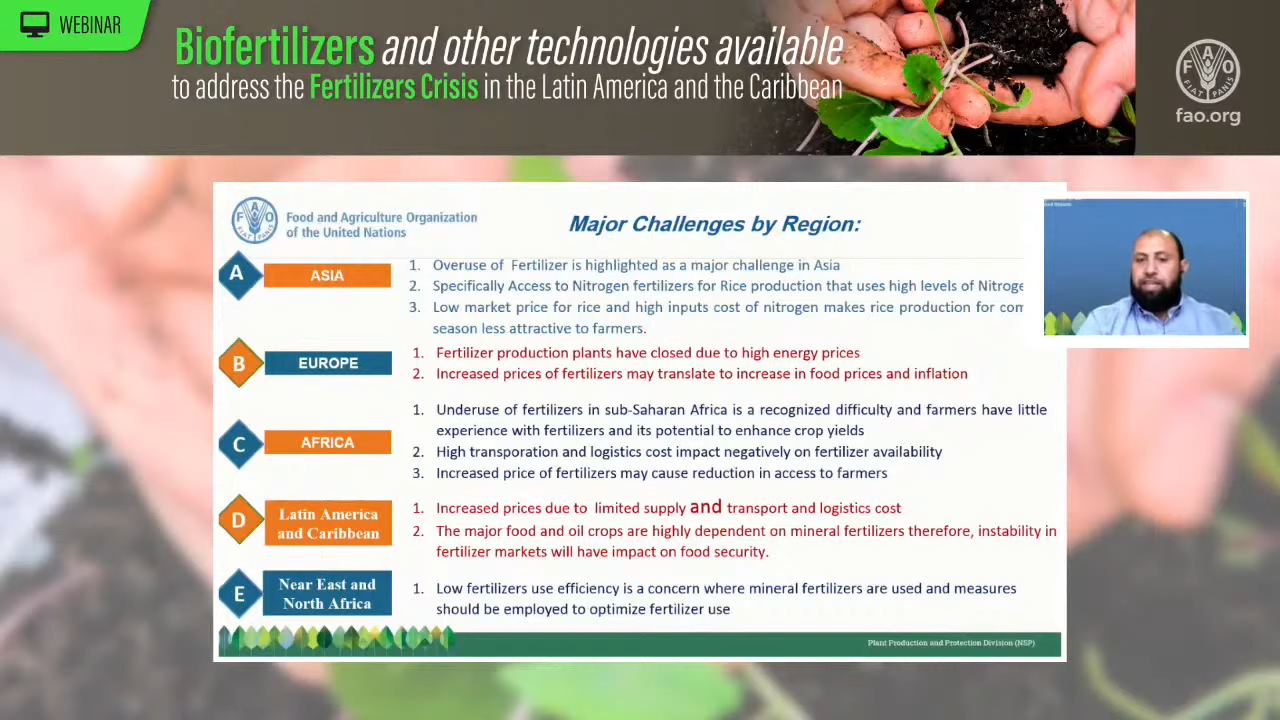 WEBINAR
Biofertilizers and other technologies available
to address the Fertilizers Crisis in the Latin America and the Caribbean
FAO
FIAT PANIS
fao.org
FAO
FIAT PANIS
Food and Agriculture Organization
of the United Nations
Major Challenges by Region:
A
ASIA
1. Overuse of Fertilizer is highlighted as a major challenge in Asia
2. Specifically Access to Nitrogen fertilizers for Rice production that uses high levels of Nitroge
3. Low market price for rice and high inputs cost of nitrogen makes rice production for com
season less attractive to farmers.
B
EUROPE
1. Fertilizer production plants have closed due to high energy prices
2. Increased prices of fertilizers may translate to increase in food prices and inflation
C
AFRICA
1. Underuse of fertilizers in sub-Saharan Africa is a recognized difficulty and farmers have little
experience with fertilizers and its potential to enhance crop yields
2. High transporation and logistics cost impact negatively on fertilizer availability
3. Increased price of fertilizers may cause reduction in access to farmers
D
Latin America
and Caribbean
1. Increased prices due to limited supply and transport and logistics cost
2. The major food and oil crops are highly dependent on mineral fertilizers therefore, instability in
fertilizer markets will have impact on food security.
E
Near East and
North Africa
1. Low fertilizers use efficiency is a concern where mineral fertilizers are used and measures
should be employed to optimize fertilizer use
Plant Production and Protection Division (NSP)